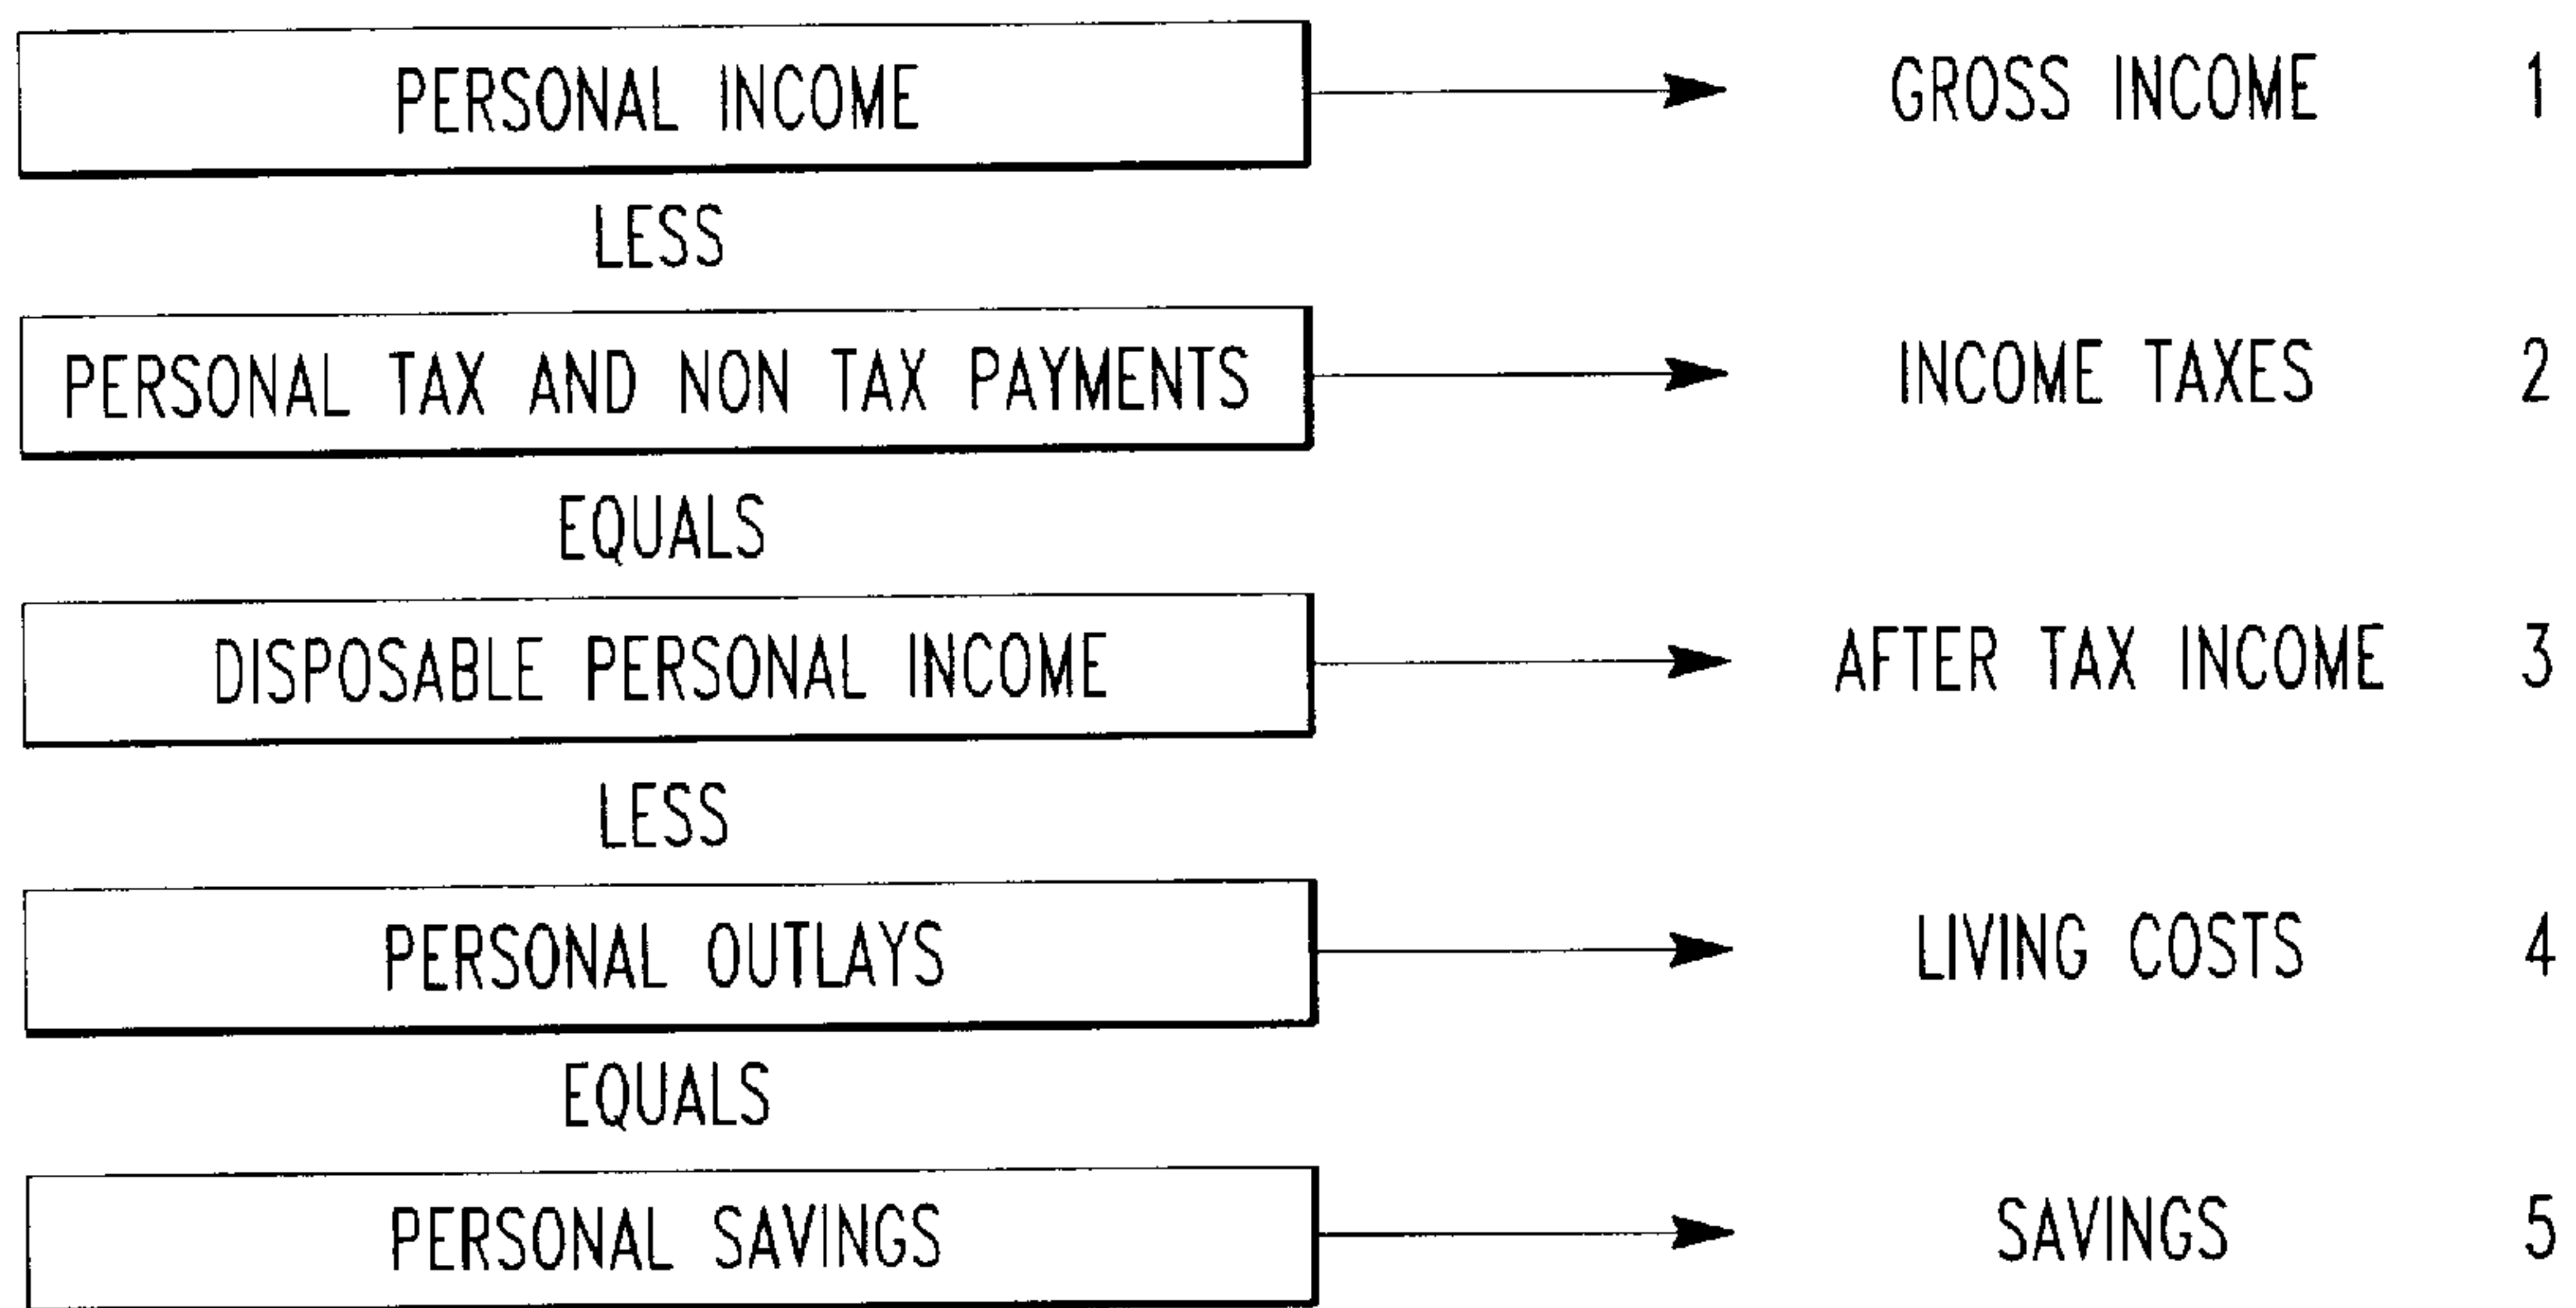 PERSONAL INCOME GROSS INCOME 1
LESS
PERSONAL TAX AND NON TAX PAYMENTS INCOME TAXES 2
EQUALS
DISPOSABLE PERSONAL INCOME AFTER TAX INCOME 3
LESS
PERSONAL OUTLAYS LIVING COSTS 4
EQUALS
PERSONAL SAVINGS SAVINGS 5